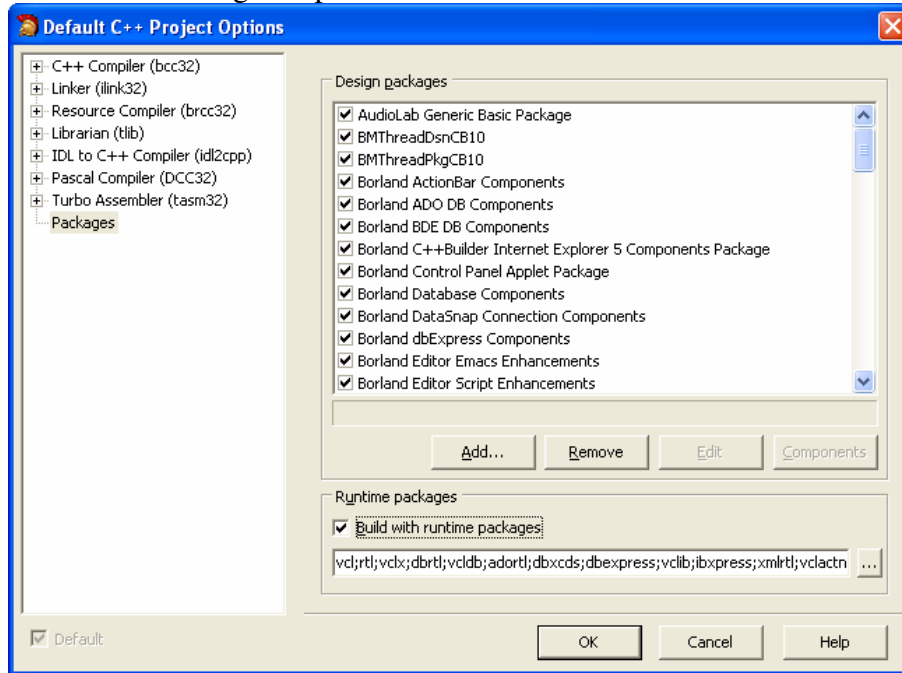 Default C++ Project Options
C++ Compiler (bcc32)
Linker (ilink32)
Resource Compiler (brcc32)
Librarian (tlib)
IDL to C++ Compiler (idl2cpp)
Pascal Compiler (DCC32)
Turbo Assembler (tasm32)
Packages
Design packages
AudioLab Generic Basic Package
BMThreadDsnCB10
BMThreadPkgCB10
Borland ActionBar Components
Borland ADO DB Components
Borland BDE DB Components
Borland C++Builder Internet Explorer 5 Components Package
Borland Control Panel Applet Package
Borland Database Components
Borland DataSnap Connection Components
Borland dbExpress Components
Borland Editor Emacs Enhancements
Borland Editor Script Enhancements
Add... Remove Edit Components
Runtime packages
Build with runtime packages
vcl;rtl;vclx;dbrtl;vcldb;adortl;dbxcds;dbexpress;vclib;ibxpress;xmlrtl;vclactn ...
Default OK Cancel Help